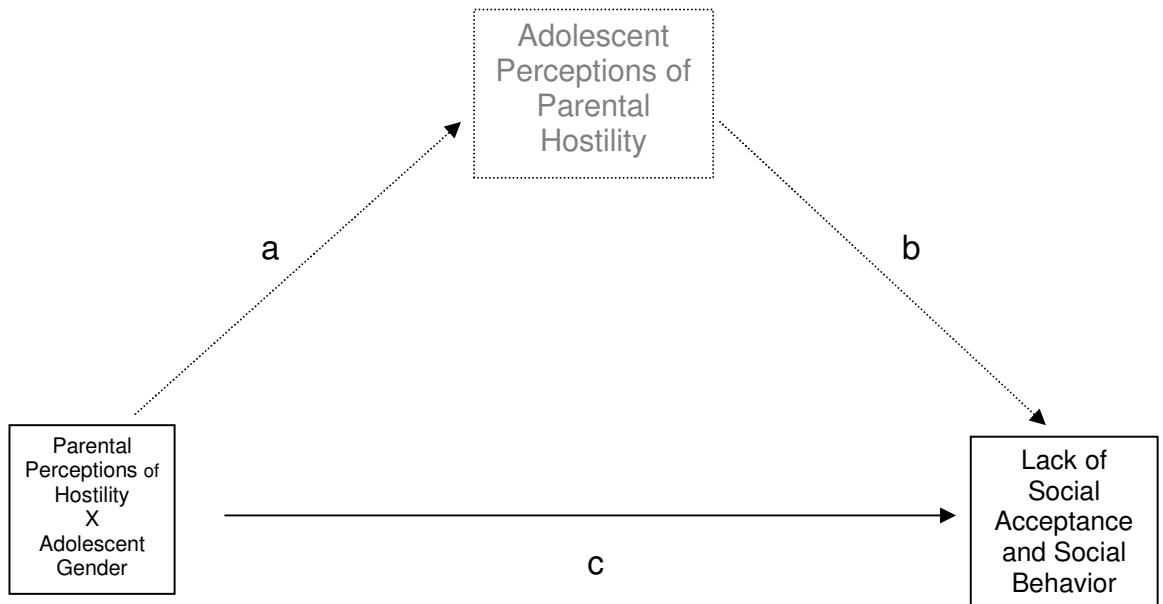 Adolescent
Perceptions of
Parental
Hostility
a
b
Parental
Perceptions of
Hostility
X
Adolescent
Gender
c
Lack of
Social
Acceptance
and Social
Behavior